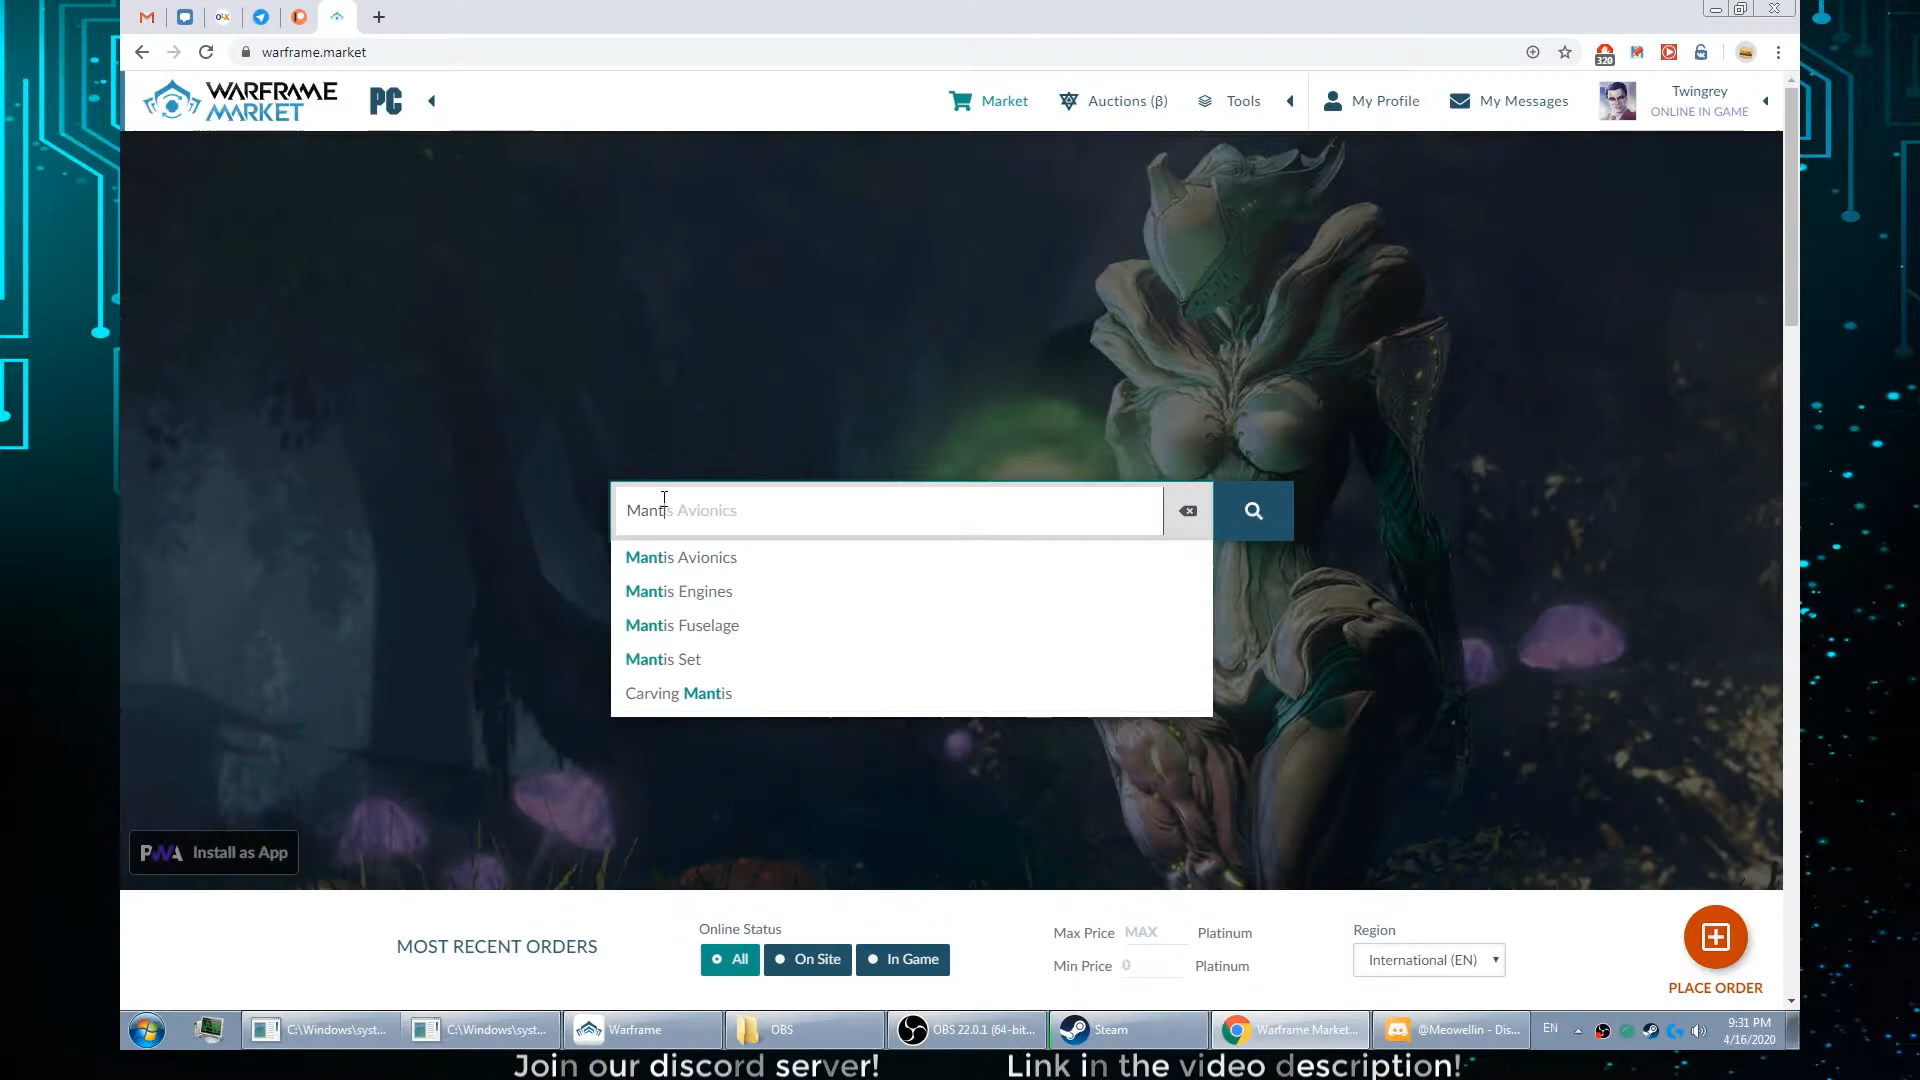 warframe.market
320
WARFRAME MARKET
PC
Market
Auctions (β)
Tools
My Profile
My Messages
Twingrey
ONLINE IN GAME
Mantis Avionics
Mantis Avionics
Mantis Engines
Mantis Fuselage
Mantis Set
Carving Mantis
PWA Install as App
MOST RECENT ORDERS
Online Status
All
On Site
In Game
Max Price MAX Platinum
Min Price 0 Platinum
Region
International (EN)
PLACE ORDER
C:\Windows\syst...
C:\Windows\syst...
Warframe
OBS
OBS 22.0.1 (64-bit...
Steam
Warframe Market...
@Meowellin - Dis...
EN
9:31 PM
4/16/2020
Join our discord server!
Link in the video description!